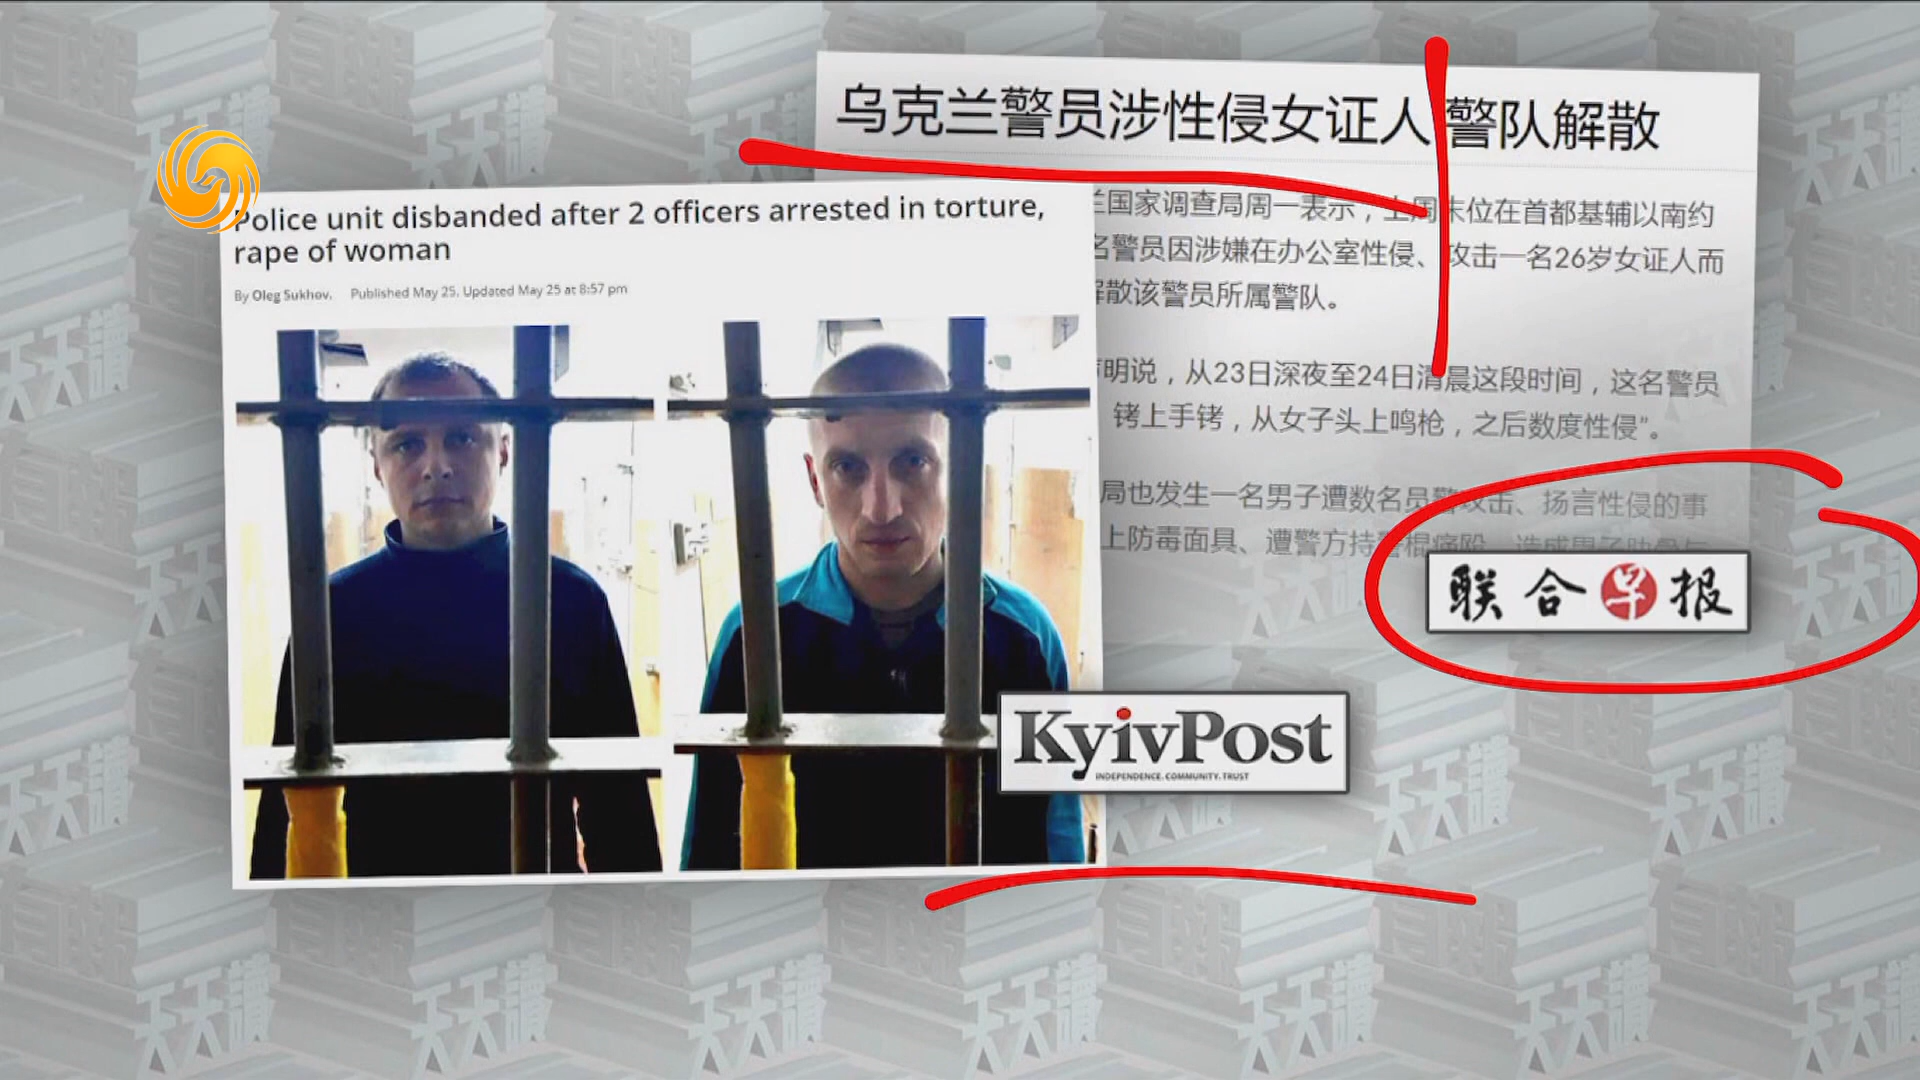 乌克兰警员涉性侵女证人 警队解散
兰国家调查局周一表示，上周末位在首都基辅以南约
名警员因涉嫌在办公室性侵、攻击一名26岁女证人而
解散该警员所属警队。
声明说，从23日深夜至24日清晨这段时间，这名警员
铐上手铐，从女子头上鸣枪，之后数度性侵”。
局也发生一名男子遭数名员警攻击、扬言性侵的事
上防毒面具、遭警方持警棍痛殴
联合早报
Police unit disbanded after 2 officers arrested in torture,
rape of woman
By Oleg Sukhov. Published May 25. Updated May 25 at 8:57 pm
KyivPost
INDEPENDENCE. COMMUNITY. TRUST
天天讀